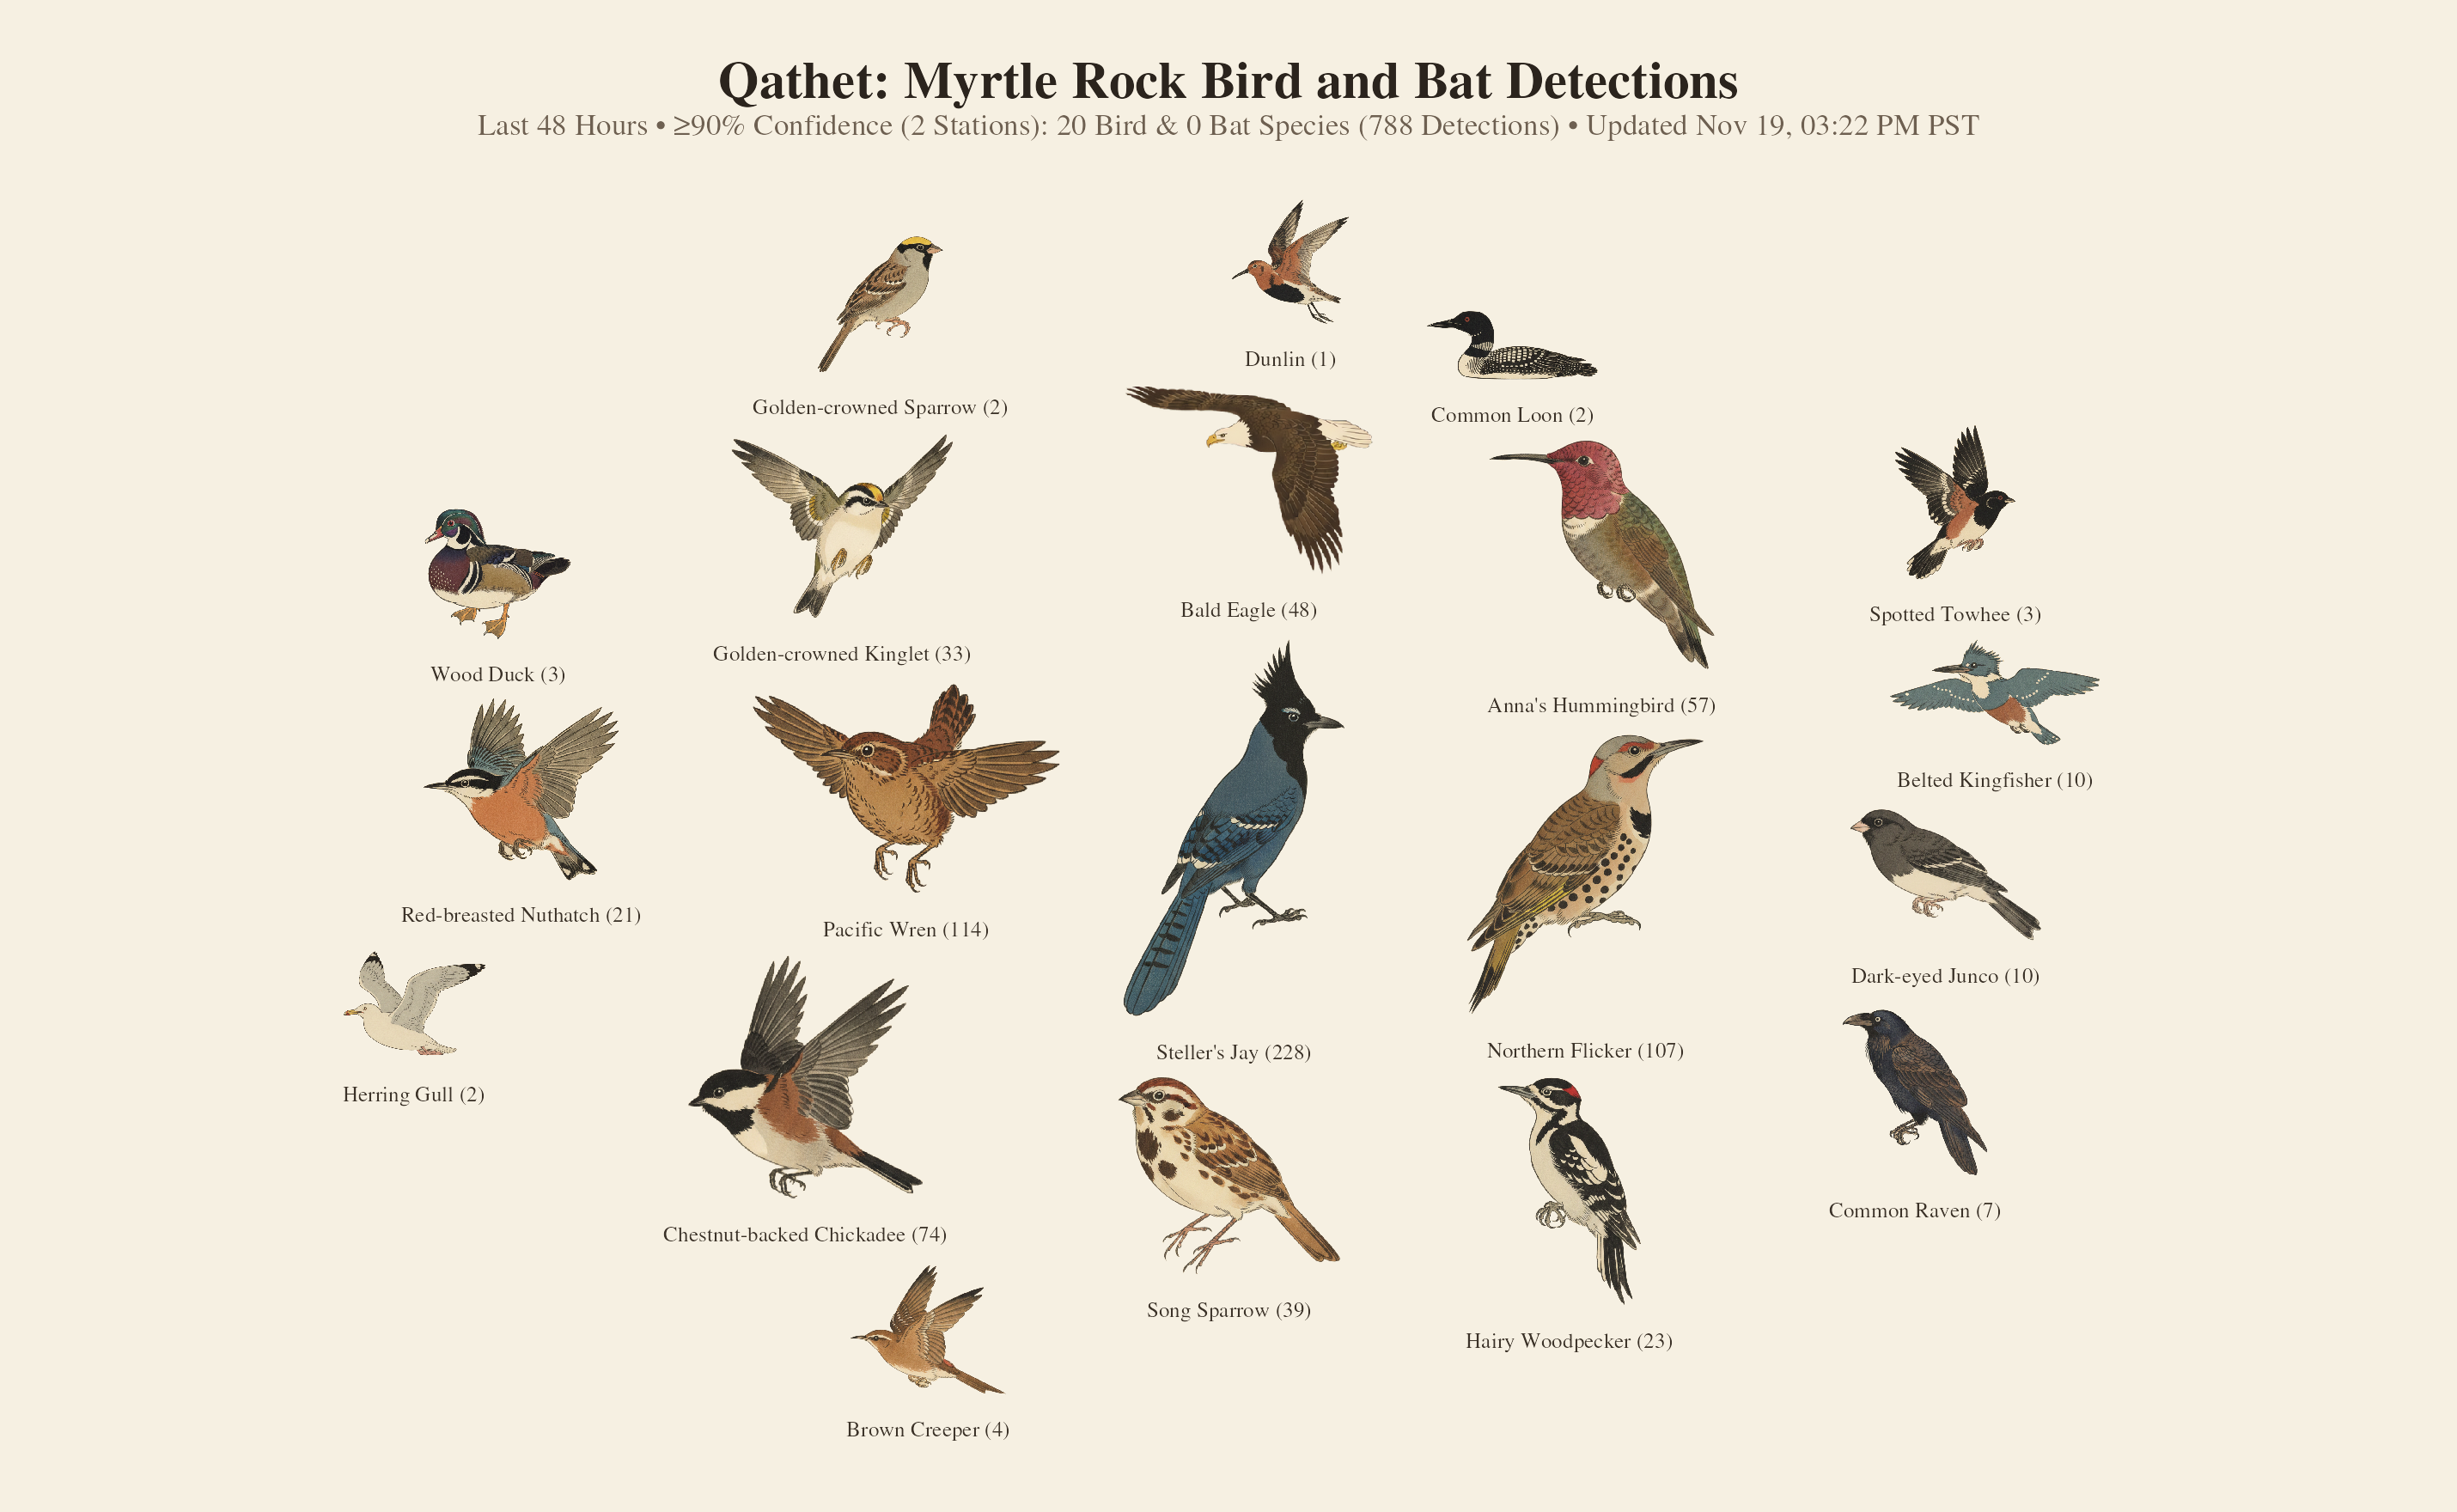 Qathet: Myrtle Rock Bird and Bat Detections
Last 48 Hours • ≥90% Confidence (2 Stations): 20 Bird & 0 Bat Species (788 Detections) • Updated Nov 19, 03:22 PM PST
Dunlin (1)
Golden-crowned Sparrow (2)
Common Loon (2)
Bald Eagle (48)
Spotted Towhee (3)
Golden-crowned Kinglet (33)
Wood Duck (3)
Anna's Hummingbird (57)
Belted Kingfisher (10)
Red-breasted Nuthatch (21)
Pacific Wren (114)
Dark-eyed Junco (10)
Steller's Jay (228)
Northern Flicker (107)
Herring Gull (2)
Common Raven (7)
Chestnut-backed Chickadee (74)
Song Sparrow (39)
Hairy Woodpecker (23)
Brown Creeper (4)